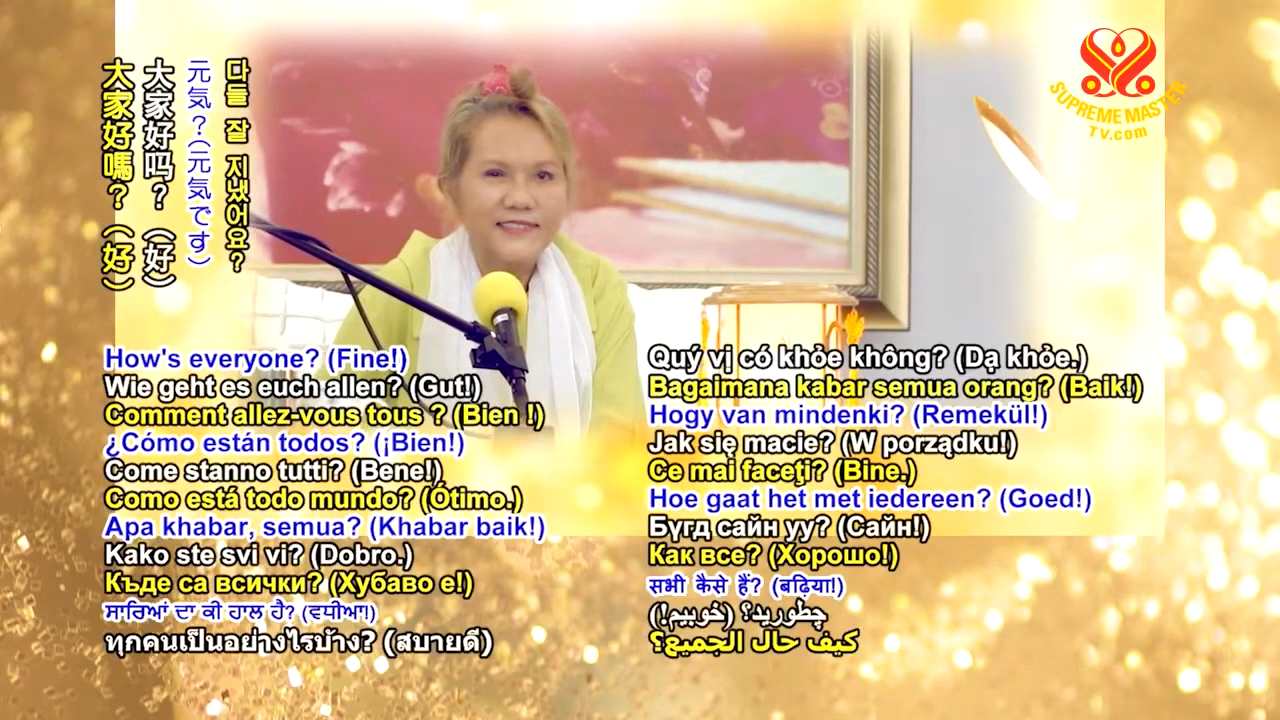 大家好嗎？（好）
大家好吗？（好）
元気？（元気です）
다들 잘 지냈어요?
SUPREME MASTER
TV.com
How's everyone? (Fine!)
Wie geht es euch allen? (Gut!)
Comment allez-vous tous ? (Bien !)
¿Cómo están todos? (¡Bien!)
Come stanno tutti? (Bene!)
Como está todo mundo? (Ótimo.)
Apa khabar, semua? (Khabar baik!)
Kako ste svi vi? (Dobro.)
Къде са всички? (Хубаво е!)
ਸਾਰਿਆਂ ਦਾ ਕੀ ਹਾਲ ਹੈ? (ਵਧੀਆ!)
ทุกคนเป็นอย่างไรบ้าง? (สบายดี)
Quý vị có khỏe không? (Dạ khỏe.)
Bagaimana kabar semua orang? (Baik!)
Hogy van mindenki? (Remekül!)
Jak się macie? (W porządku!)
Ce mai faceţi? (Bine.)
Hoe gaat het met iedereen? (Goed!)
Бүгд сайн уу? (Сайн!)
Как все? (Хорошо!)
सभी कैसे हैं? (बढ़िया!)
چطورید؟ (خوبیم!)
كيف حال الجميع؟